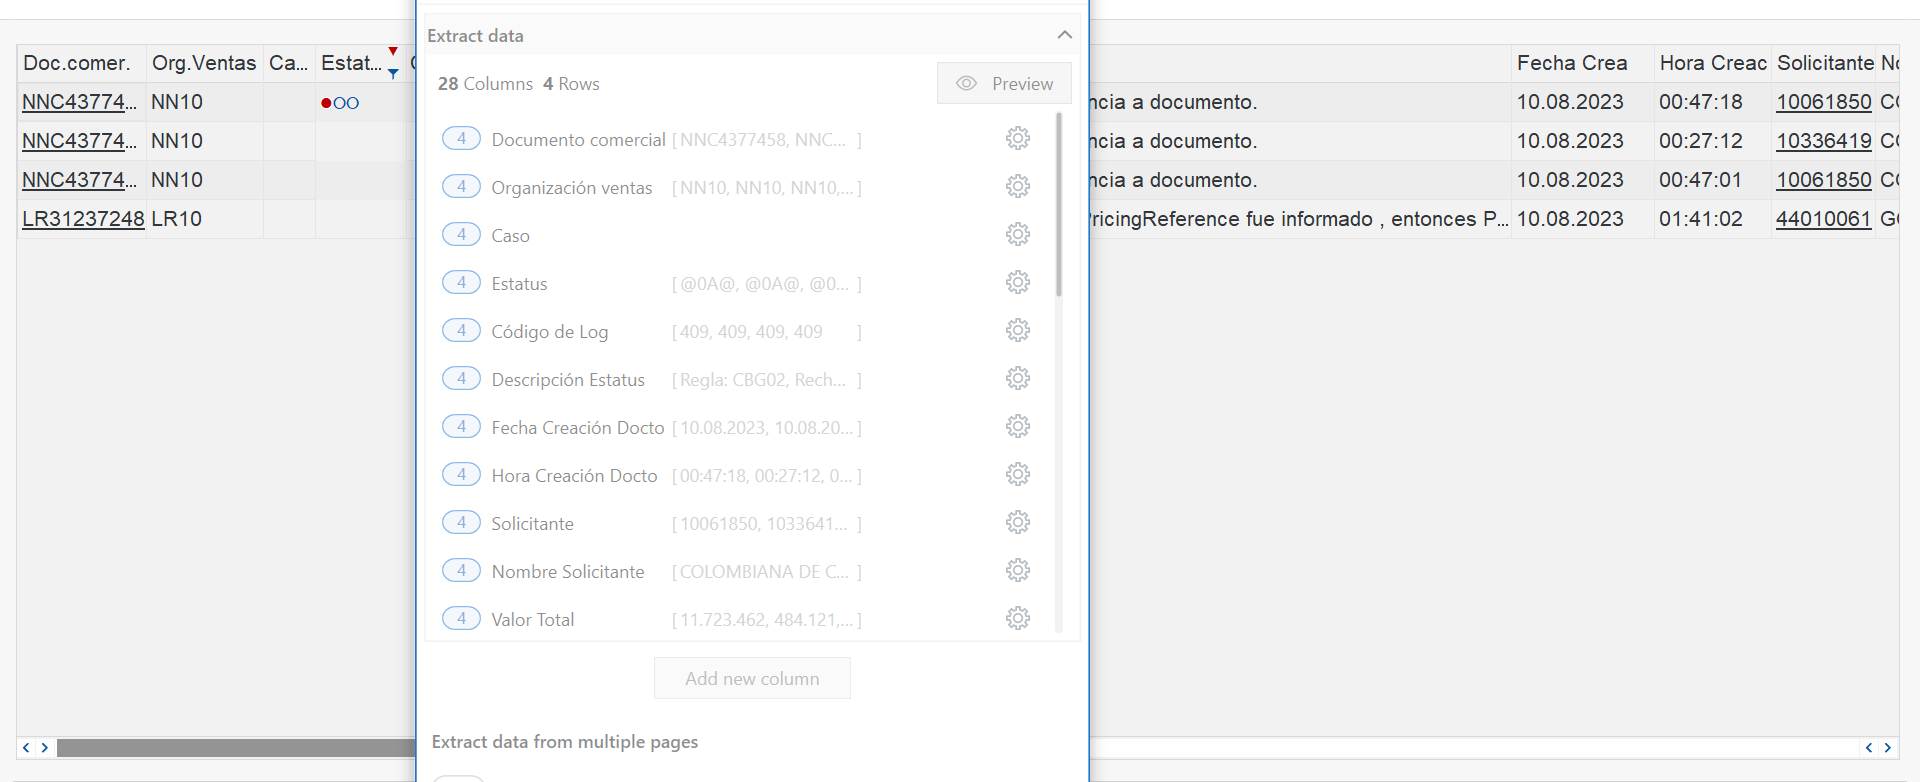 Doc.comer. Org.Ventas Ca... Estat...
NNC43774... NN10
NNC43774... NN10
NNC43774... NN10
LR31237248 LR10
Extract data
28 Columns 4 Rows Preview
4 Documento comercial [NNC4377458, NNC... ]
4 Organización ventas [NN10, NN10, NN10,... ]
4 Caso
4 Estatus [@0A@, @0A@, @0... ]
4 Código de Log [409, 409, 409, 409 ]
4 Descripción Estatus [Regla: CBG02, Rech... ]
4 Fecha Creación Docto [10.08.2023, 10.08.20... ]
4 Hora Creación Docto [00:47:18, 00:27:12, 0... ]
4 Solicitante [10061850, 1033641... ]
4 Nombre Solicitante [COLOMBIANA DE C... ]
4 Valor Total [11.723.462, 484.121,... ]
Add new column
Extract data from multiple pages
Fecha Crea Hora Creac Solicitante No
ncia a documento. 10.08.2023 00:47:18 10061850 CO
ncia a documento. 10.08.2023 00:27:12 10336419 CO
ncia a documento. 10.08.2023 00:47:01 10061850 CO
PricingReference fue informado , entonces P... 10.08.2023 01:41:02 44010061 GO